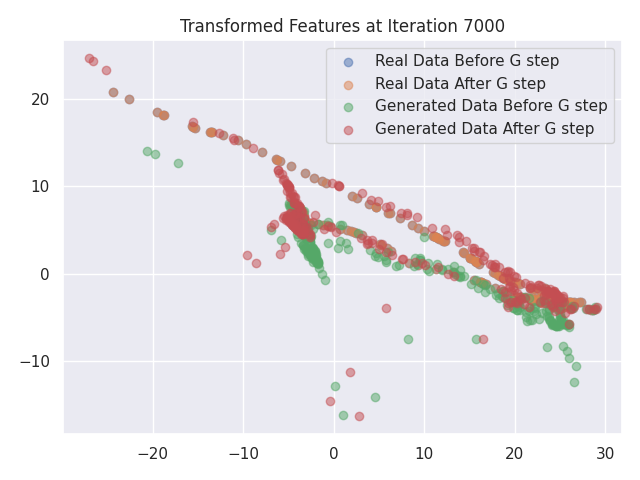 Transformed Features at Iteration 7000
Real Data Before G step
Real Data After G step
Generated Data Before G step
Generated Data After G step
20
10
0
−10
−20
−10
0
10
20
30